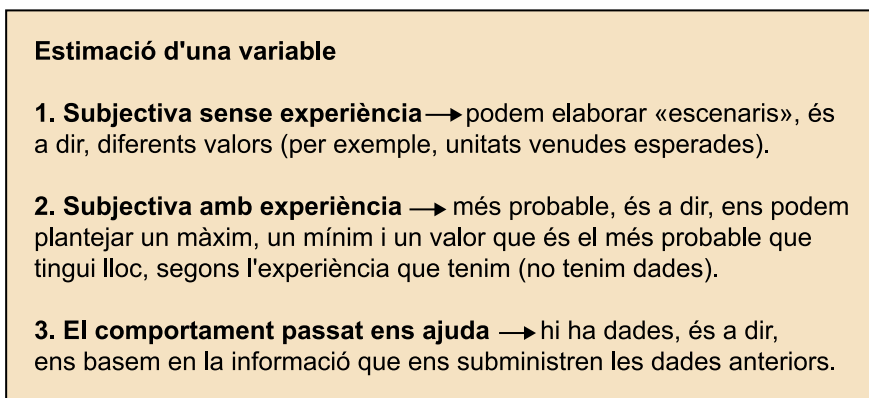 Estimació d'una variable
1. Subjectiva sense experiència → podem elaborar «escenaris», és
a dir, diferents valors (per exemple, unitats venudes esperades).
2. Subjectiva amb experiència → més probable, és a dir, ens podem
plantejar un màxim, un mínim i un valor que és el més probable que
tingui lloc, segons l'experiència que tenim (no tenim dades).
3. El comportament passat ens ajuda → hi ha dades, és a dir,
ens basem en la informació que ens subministren les dades anteriors.